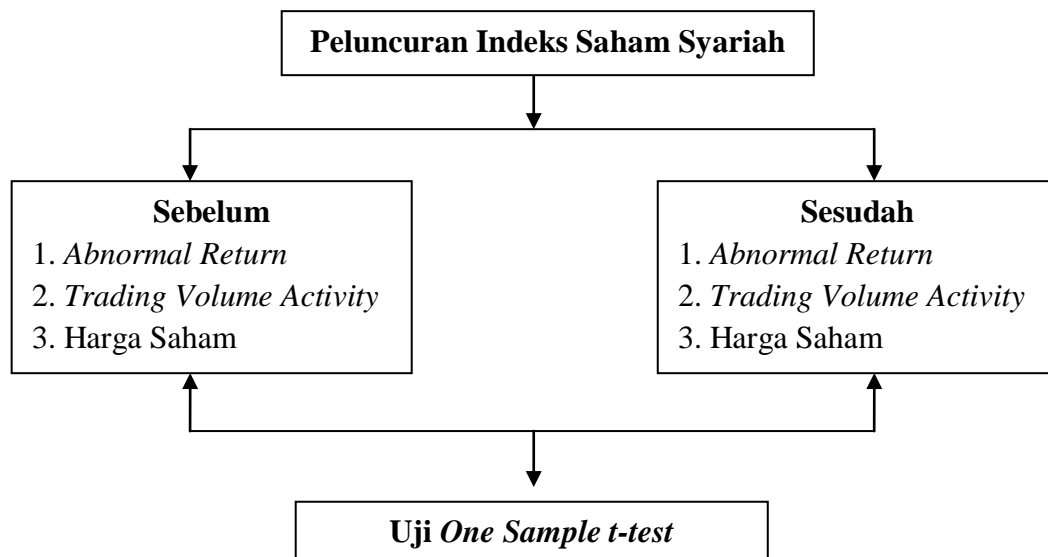 Peluncuran Indeks Saham Syariah
Sebelum
1. Abnormal Return
2. Trading Volume Activity
3. Harga Saham
Sesudah
1. Abnormal Return
2. Trading Volume Activity
3. Harga Saham
Uji One Sample t-test